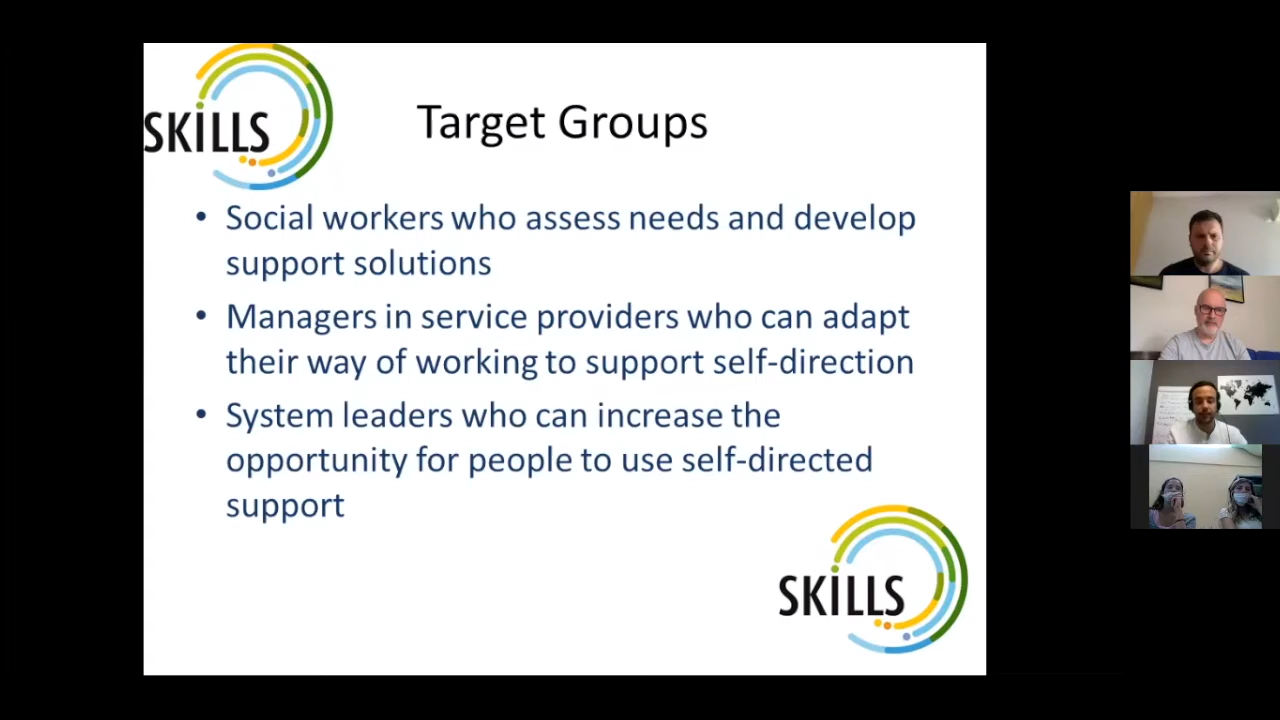 SKILLS
Target Groups
• Social workers who assess needs and develop
support solutions
• Managers in service providers who can adapt
their way of working to support self-direction
• System leaders who can increase the
opportunity for people to use self-directed
support
SKILLS